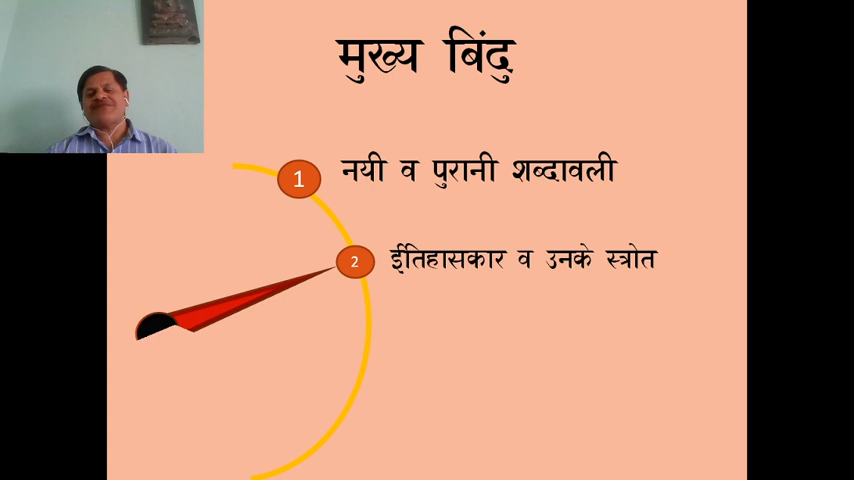 मुख्य बिंदु
1 नयी व पुरानी शब्दावली
2 ईतिहासकार व उनके स्त्रोत